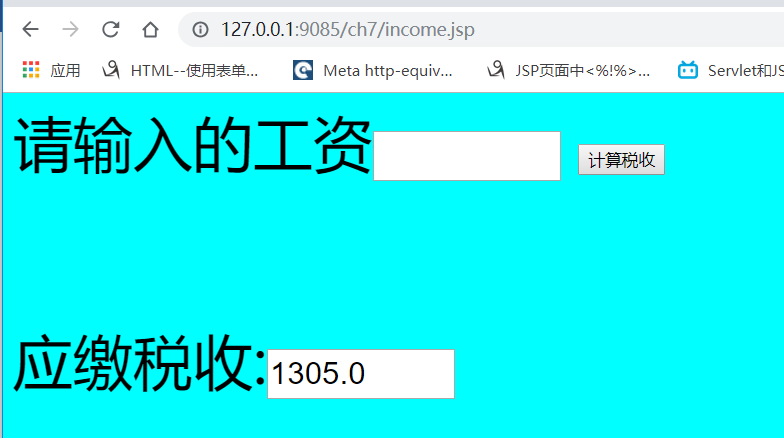 127.0.0.1:9085/ch7/income.jsp
应用 HTML--使用表单... Meta http-equiv... JSP页面中<%!%>... Servlet和JS
请输入的工资 计算税收
应缴税收:1305.0